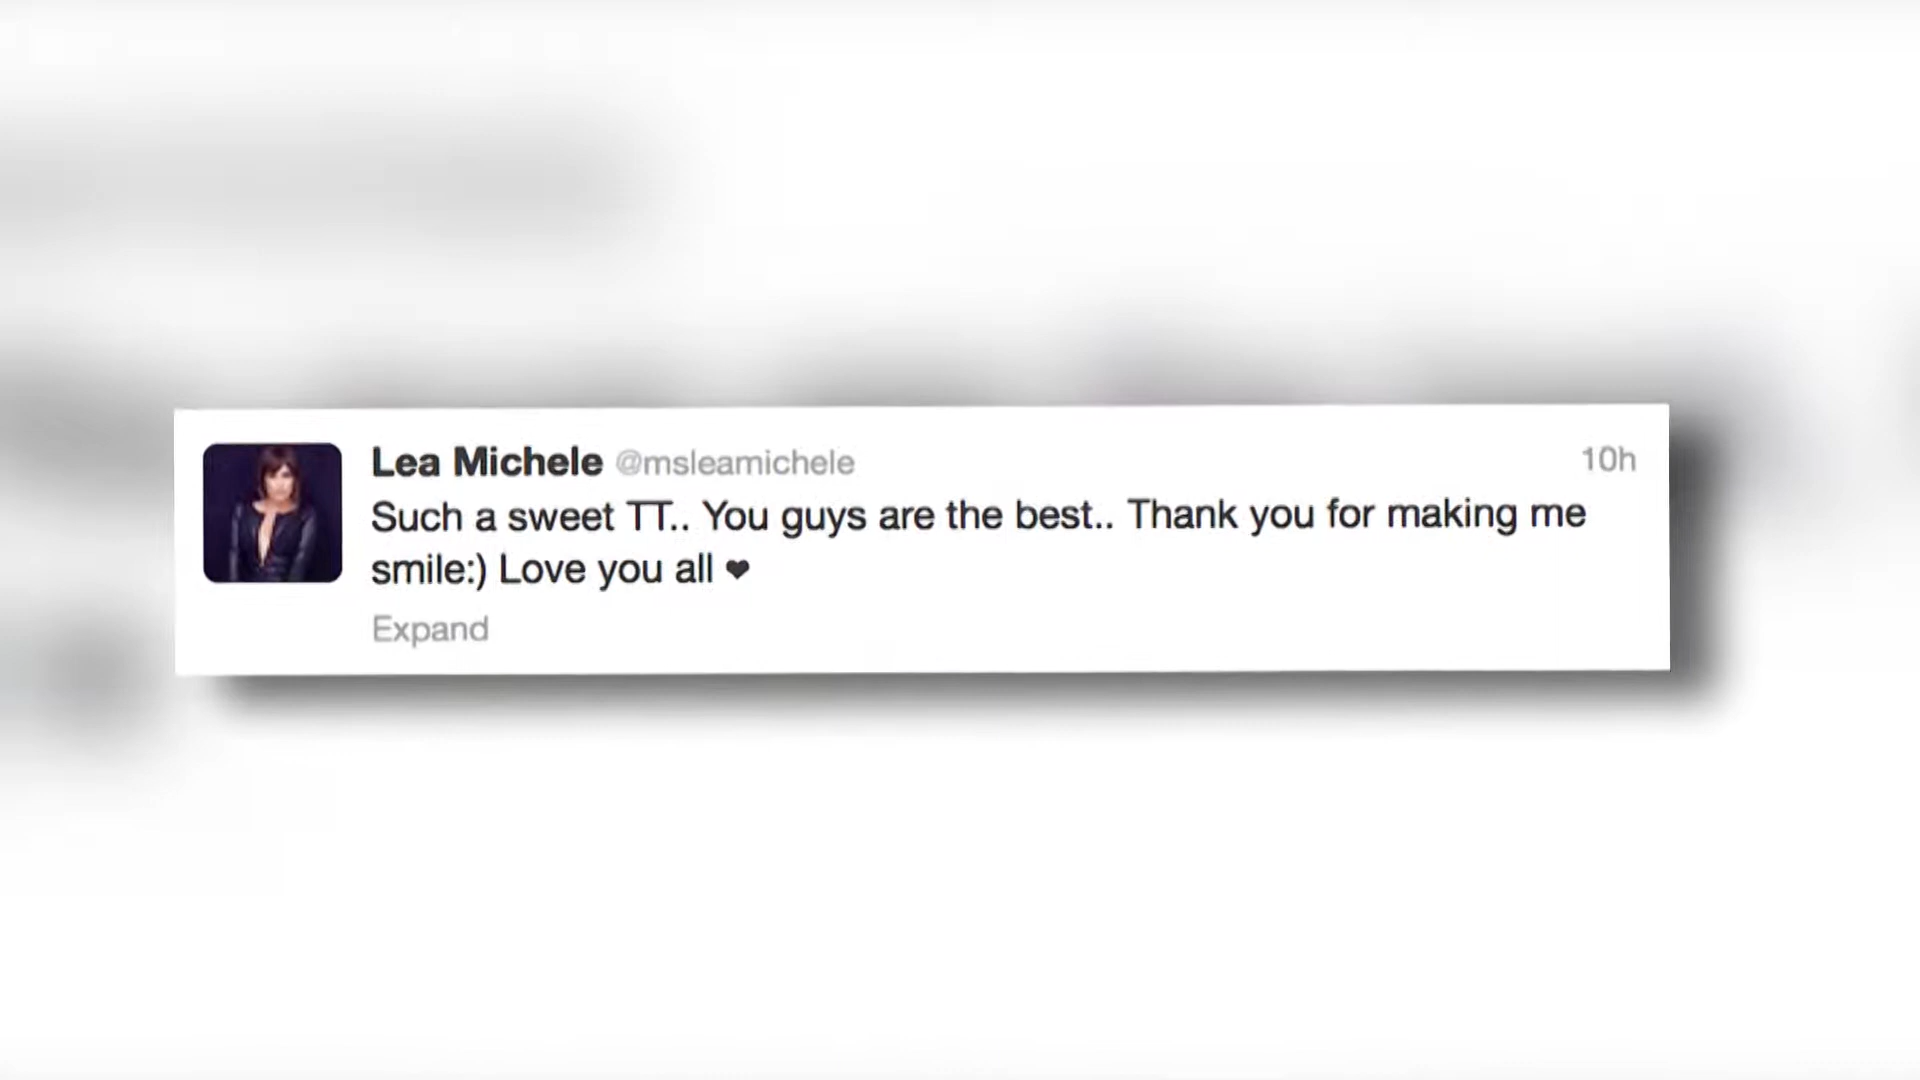 Lea Michele @msleamichele 10h
Such a sweet TT.. You guys are the best.. Thank you for making me
smile:) Love you all ❤
Expand